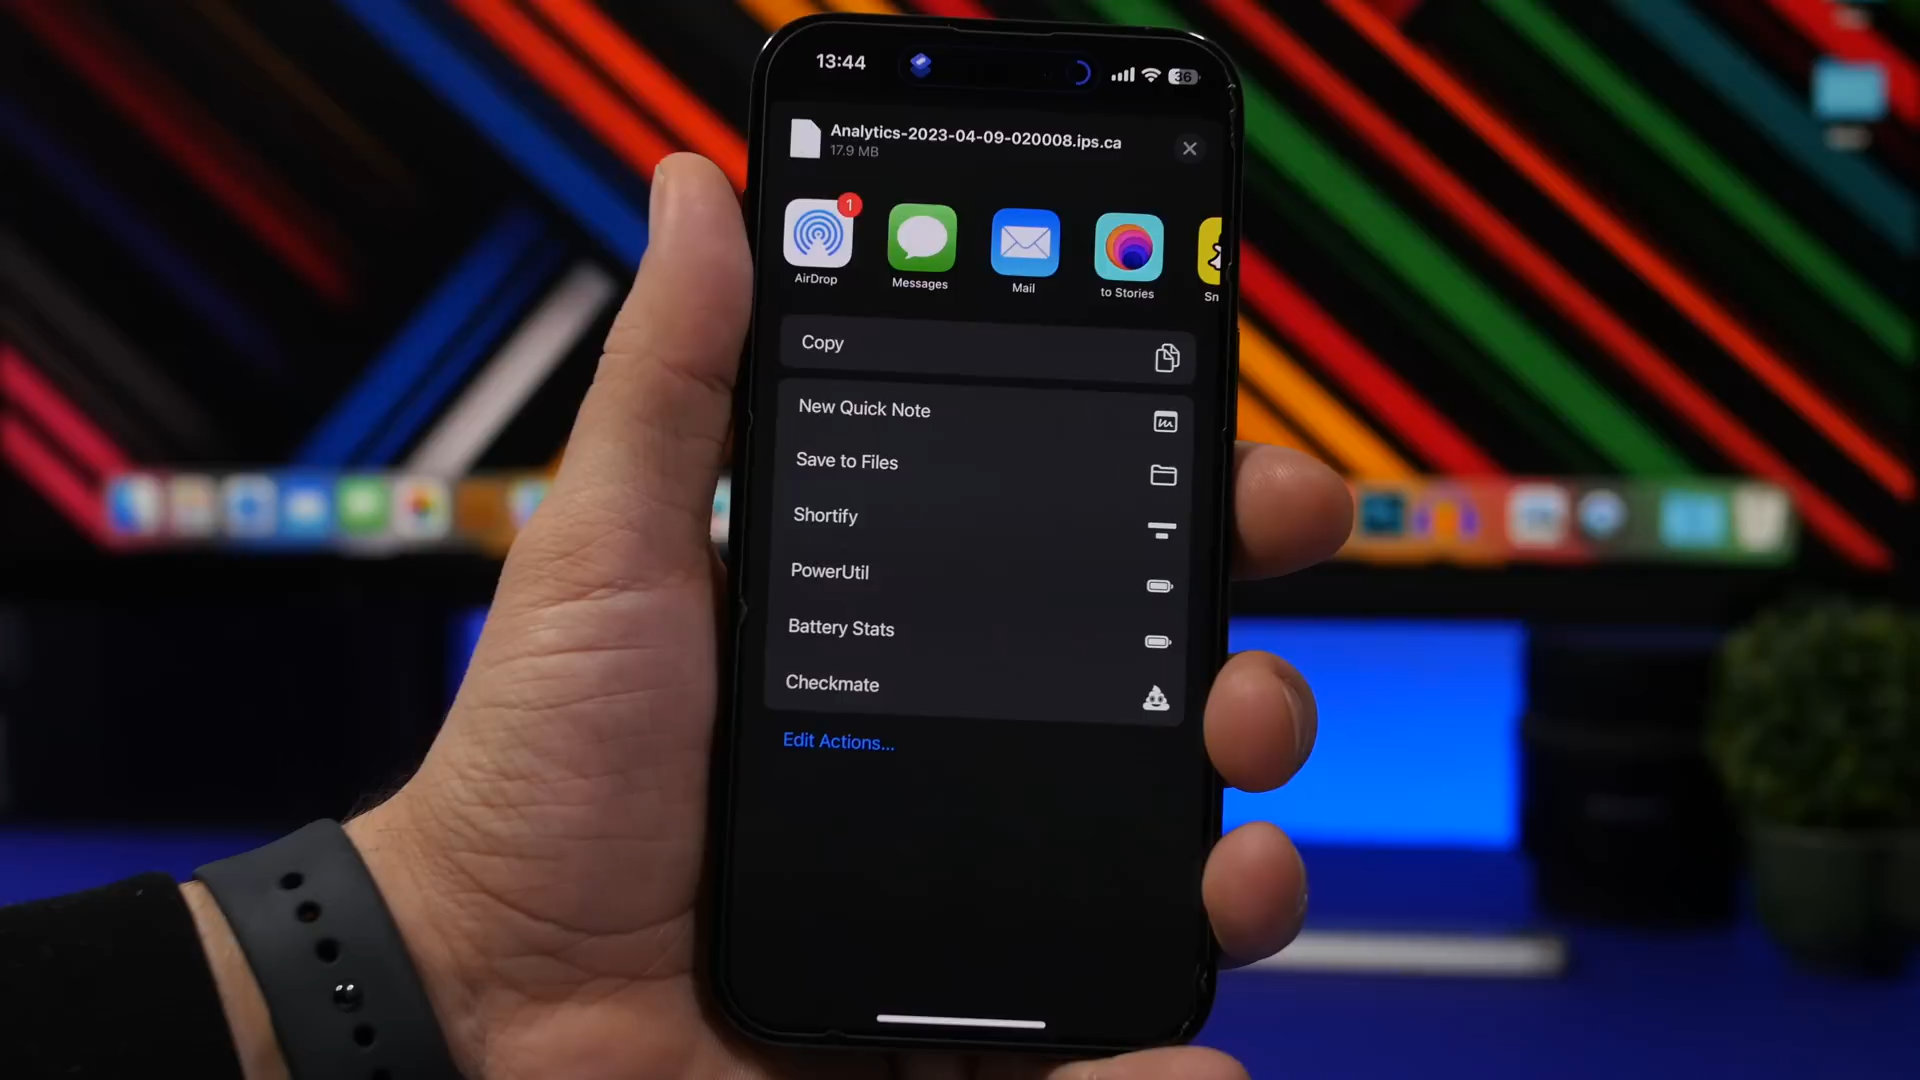 13:44
36
Analytics-2023-04-09-020008.ips.ca
17.9 MB
1
AirDrop
Messages
Mail
to Stories
Sn
Copy
New Quick Note
Save to Files
Shortify
PowerUtil
Battery Stats
Checkmate
Edit Actions...